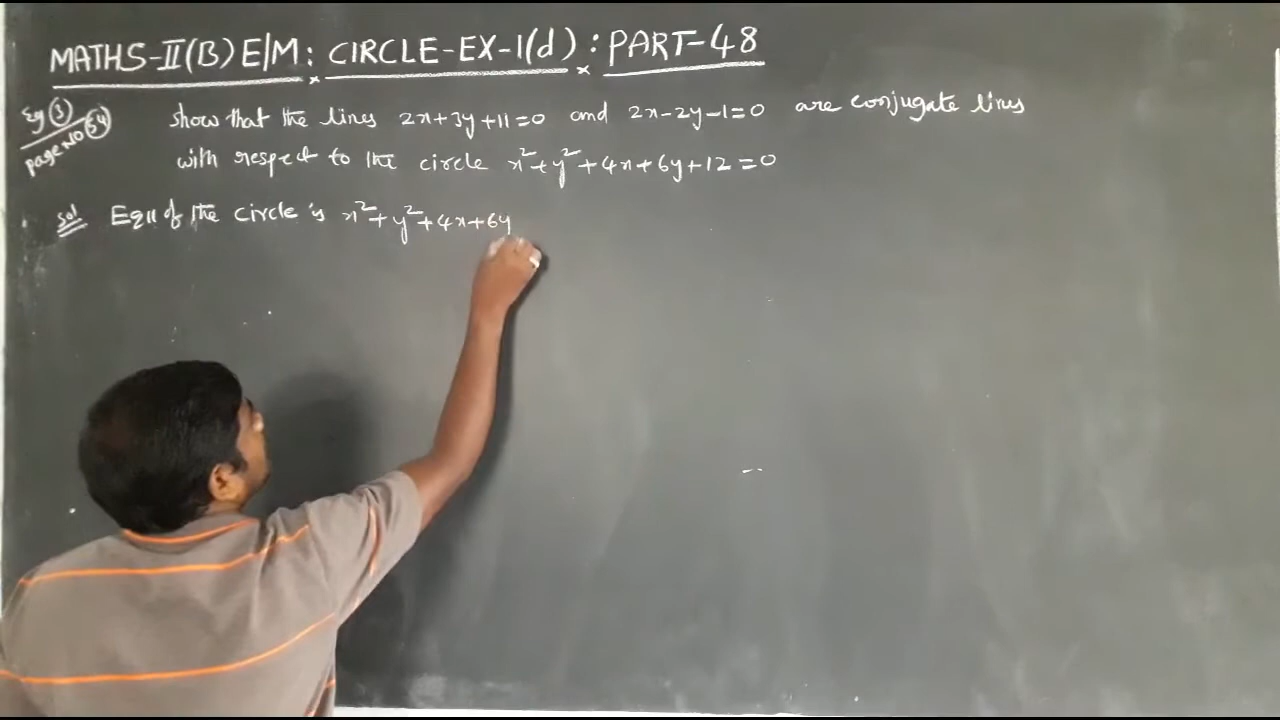 MATHS-II(B) E/M: CIRCLE-EX-1(d): PART-48
Eg (3)
page NO (54)
show that the lines 2x+3y+11=0 and 2x-2y-1=0 are conjugate lines
with respect to the circle x²+y²+4x+6y+12=0
Sol Eqn of the circle is x²+y²+4x+6y